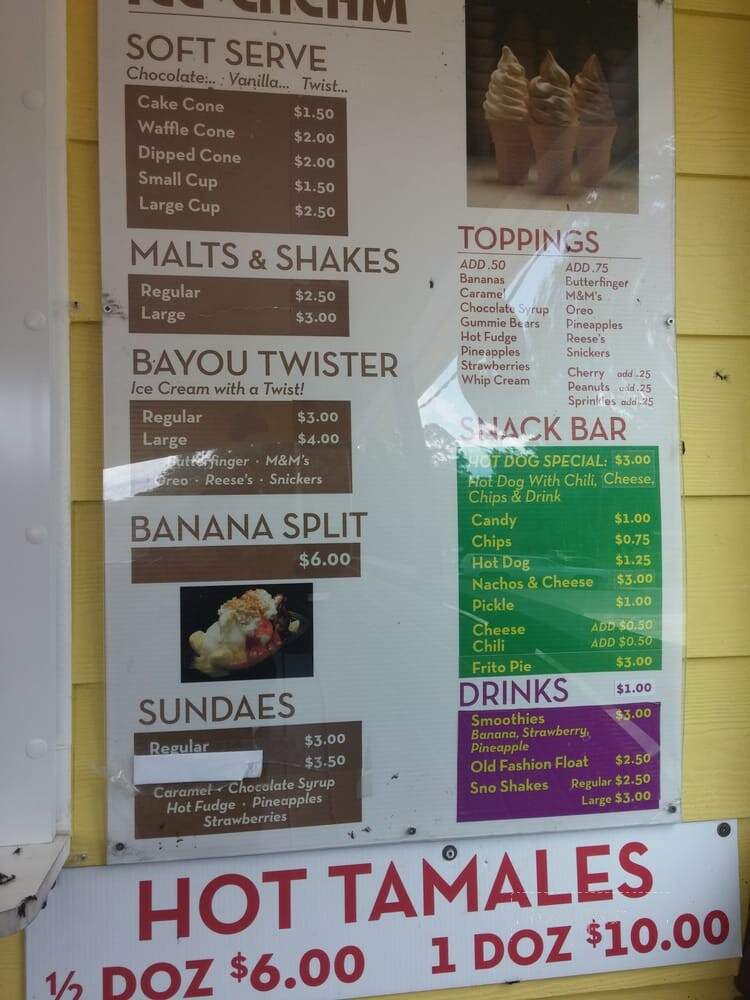 SOFT SERVE
Chocolate... Vanilla... Twist...
Cake Cone $1.50
Waffle Cone $2.00
Dipped Cone $2.00
Small Cup $1.50
Large Cup $2.50
MALTS & SHAKES
Regular $2.50
Large $3.00
BAYOU TWISTER
Ice Cream with a Twist!
Regular $3.00
Large $4.00
Butterfinger · M&M's
Oreo · Reese's · Snickers
BANANA SPLIT
$6.00
SUNDAES
Regular $3.00
$3.50
Caramel · Chocolate Syrup
Hot Fudge · Pineapples
Strawberries
TOPPINGS
ADD .50
Bananas
Caramel
Chocolate Syrup
Gummie Bears
Hot Fudge
Pineapples
Strawberries
Whip Cream
ADD .75
Butterfinger
M&M's
Oreo
Pineapples
Reese's
Snickers
Cherry add .25
Peanuts add .25
Sprinkles add .25
SNACK BAR
HOT DOG SPECIAL: $3.00
Hot Dog With Chili, Cheese,
Chips & Drink
Candy $1.00
Chips $0.75
Hot Dog $1.25
Nachos & Cheese $3.00
Pickle $1.00
Cheese ADD $0.50
Chili ADD $0.50
Frito Pie $3.00
DRINKS $1.00
Smoothies $3.00
Banana, Strawberry,
Pineapple
Old Fashion Float $2.50
Sno Shakes Regular $2.50
Large $3.00
HOT TAMALES
½ DOZ $6.00 1 DOZ $10.00